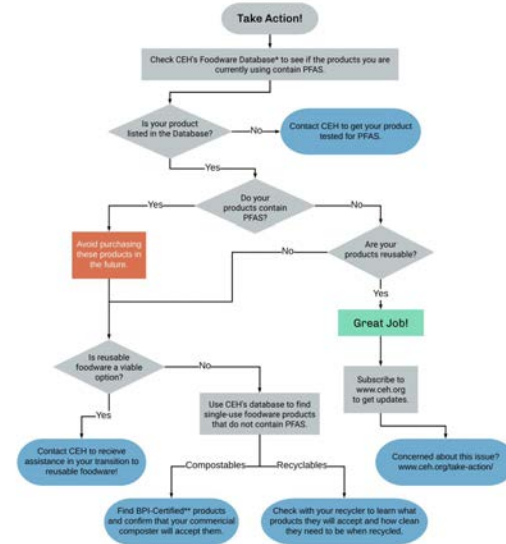 Take Action!
Check CEH's Foodware Database* to see if the products you are
currently using contain PFAS.
Is your product
listed in the Database?
No
Contact CEH to get your product
tested for PFAS.
Yes
Do your
products contain
PFAS?
Yes
No
Avoid purchasing
these products in
the future.
No
Are your
products reusable?
Yes
Great Job!
Is reusable
foodware a viable
option?
No
Subscribe to
www.ceh.org
to get updates.
Use CEH's database to find
single-use foodware products
that do not contain PFAS.
Yes
Contact CEH to recieve
assistance in your transition to
reusable foodware!
Concerned about this issue?
www.ceh.org/take-action/
Compostables
Recyclables
Find BPI-Certified** products
and confirm that your commericial
composter will accept them.
Check with your recycler to learn what
products they will accept and how clean
they need to be when recycled.